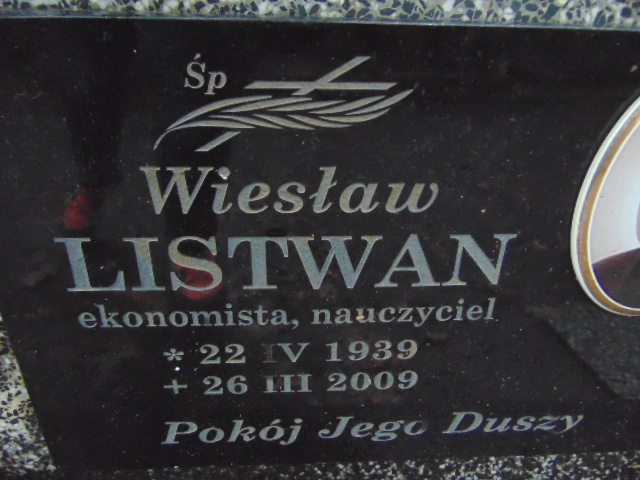 Śp
Wiesław
LISTWAN
ekonomista, nauczyciel
* 22 IV 1939
+ 26 III 2009
Pokój Jego Duszy